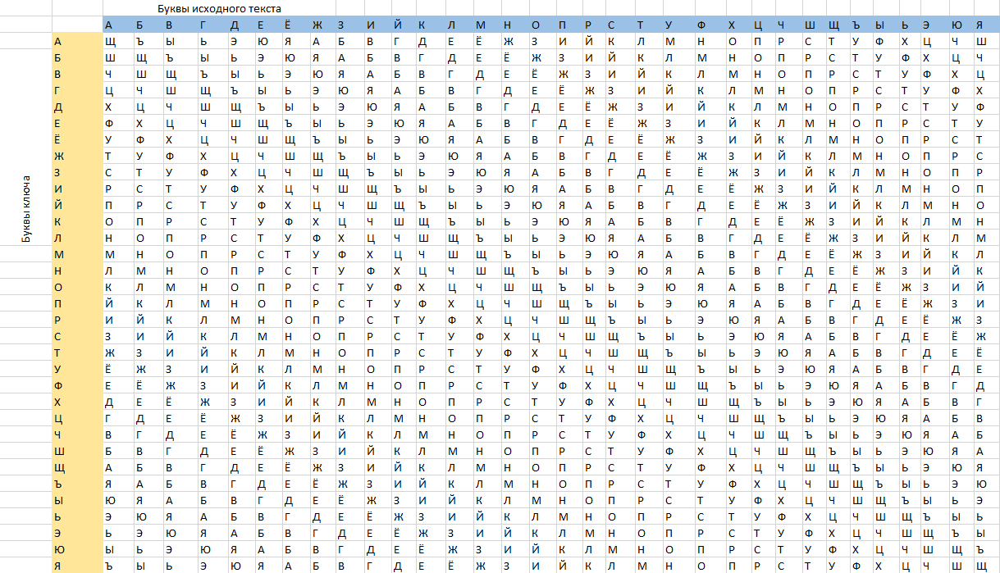 Буквы исходного текста
А Б В Г Д Е Ё Ж З И Й К Л М Н О П Р С Т У Ф Х Ц Ч Ш Щ Ъ Ы Ь Э Ю Я
Буквы ключа
А Щ Ъ Ы Ь Э Ю Я А Б В Г Д Е Ё Ж З И Й К Л М Н О П Р С Т У Ф Х Ц Ч Ш
Б Ш Щ Ъ Ы Ь Э Ю Я А Б В Г Д Е Ё Ж З И Й К Л М Н О П Р С Т У Ф Х Ц Ч
В Ч Ш Щ Ъ Ы Ь Э Ю Я А Б В Г Д Е Ё Ж З И Й К Л М Н О П Р С Т У Ф Х Ц
Г Ц Ч Ш Щ Ъ Ы Ь Э Ю Я А Б В Г Д Е Ё Ж З И Й К Л М Н О П Р С Т У Ф Х
Д Х Ц Ч Ш Щ Ъ Ы Ь Э Ю Я А Б В Г Д Е Ё Ж З И Й К Л М Н О П Р С Т У Ф
Е Ф Х Ц Ч Ш Щ Ъ Ы Ь Э Ю Я А Б В Г Д Е Ё Ж З И Й К Л М Н О П Р С Т У
Ё У Ф Х Ц Ч Ш Щ Ъ Ы Ь Э Ю Я А Б В Г Д Е Ё Ж З И Й К Л М Н О П Р С Т
Ж Т У Ф Х Ц Ч Ш Щ Ъ Ы Ь Э Ю Я А Б В Г Д Е Ё Ж З И Й К Л М Н О П Р С
З С Т У Ф Х Ц Ч Ш Щ Ъ Ы Ь Э Ю Я А Б В Г Д Е Ё Ж З И Й К Л М Н О П Р
И Р С Т У Ф Х Ц Ч Ш Щ Ъ Ы Ь Э Ю Я А Б В Г Д Е Ё Ж З И Й К Л М Н О П
Й П Р С Т У Ф Х Ц Ч Ш Щ Ъ Ы Ь Э Ю Я А Б В Г Д Е Ё Ж З И Й К Л М Н О
К О П Р С Т У Ф Х Ц Ч Ш Щ Ъ Ы Ь Э Ю Я А Б В Г Д Е Ё Ж З И Й К Л М Н
Л Н О П Р С Т У Ф Х Ц Ч Ш Щ Ъ Ы Ь Э Ю Я А Б В Г Д Е Ё Ж З И Й К Л М
М М Н О П Р С Т У Ф Х Ц Ч Ш Щ Ъ Ы Ь Э Ю Я А Б В Г Д Е Ё Ж З И Й К Л
Н Л М Н О П Р С Т У Ф Х Ц Ч Ш Щ Ъ Ы Ь Э Ю Я А Б В Г Д Е Ё Ж З И Й К
О К Л М Н О П Р С Т У Ф Х Ц Ч Ш Щ Ъ Ы Ь Э Ю Я А Б В Г Д Е Ё Ж З И Й
П Й К Л М Н О П Р С Т У Ф Х Ц Ч Ш Щ Ъ Ы Ь Э Ю Я А Б В Г Д Е Ё Ж З И
Р И Й К Л М Н О П Р С Т У Ф Х Ц Ч Ш Щ Ъ Ы Ь Э Ю Я А Б В Г Д Е Ё Ж З
С З И Й К Л М Н О П Р С Т У Ф Х Ц Ч Ш Щ Ъ Ы Ь Э Ю Я А Б В Г Д Е Ё Ж
Т Ж З И Й К Л М Н О П Р С Т У Ф Х Ц Ч Ш Щ Ъ Ы Ь Э Ю Я А Б В Г Д Е Ё
У Ё Ж З И Й К Л М Н О П Р С Т У Ф Х Ц Ч Ш Щ Ъ Ы Ь Э Ю Я А Б В Г Д Е
Ф Е Ё Ж З И Й К Л М Н О П Р С Т У Ф Х Ц Ч Ш Щ Ъ Ы Ь Э Ю Я А Б В Г Д
Х Д Е Ё Ж З И Й К Л М Н О П Р С Т У Ф Х Ц Ч Ш Щ Ъ Ы Ь Э Ю Я А Б В Г
Ц Г Д Е Ё Ж З И Й К Л М Н О П Р С Т У Ф Х Ц Ч Ш Щ Ъ Ы Ь Э Ю Я А Б В
Ч В Г Д Е Ё Ж З И Й К Л М Н О П Р С Т У Ф Х Ц Ч Ш Щ Ъ Ы Ь Э Ю Я А Б
Ш Б В Г Д Е Ё Ж З И Й К Л М Н О П Р С Т У Ф Х Ц Ч Ш Щ Ъ Ы Ь Э Ю Я А
Щ А Б В Г Д Е Ё Ж З И Й К Л М Н О П Р С Т У Ф Х Ц Ч Ш Щ Ъ Ы Ь Э Ю Я
Ъ Я А Б В Г Д Е Ё Ж З И Й К Л М Н О П Р С Т У Ф Х Ц Ч Ш Щ Ъ Ы Ь Э Ю
Ы Ю Я А Б В Г Д Е Ё Ж З И Й К Л М Н О П Р С Т У Ф Х Ц Ч Ш Щ Ъ Ы Ь Э
Ь Э Ю Я А Б В Г Д Е Ё Ж З И Й К Л М Н О П Р С Т У Ф Х Ц Ч Ш Щ Ъ Ы Ь
Э Ь Э Ю Я А Б В Г Д Е Ё Ж З И Й К Л М Н О П Р С Т У Ф Х Ц Ч Ш Щ Ъ Ы
Ю Ы Ь Э Ю Я А Б В Г Д Е Ё Ж З И Й К Л М Н О П Р С Т У Ф Х Ц Ч Ш Щ Ъ
Я Ъ Ы Ь Э Ю Я А Б В Г Д Е Ё Ж З И Й К Л М Н О П Р С Т У Ф Х Ц Ч Ш Щ